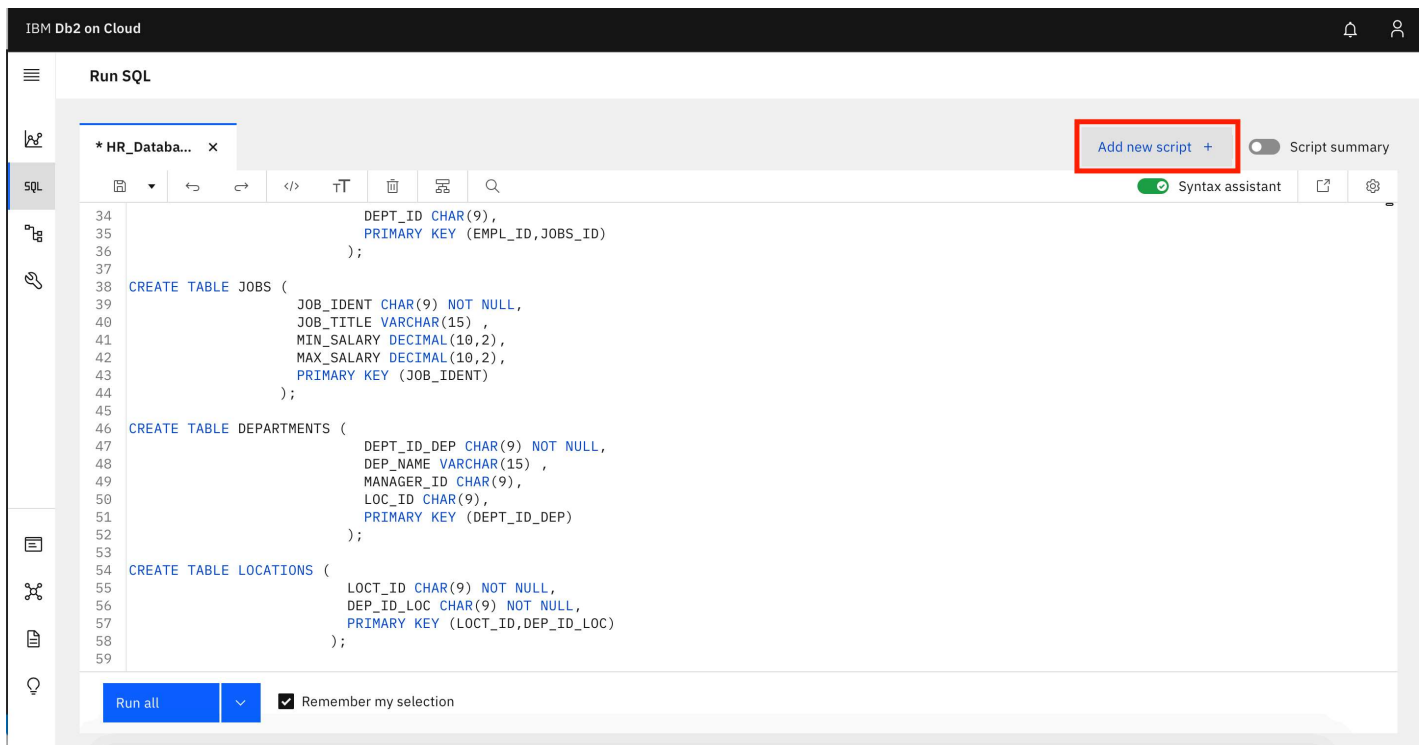 IBM Db2 on Cloud
Run SQL
* HR_Databa... ×
Add new script +
Script summary
SQL
</>
TT
Syntax assistant
34 DEPT_ID CHAR(9),
35 PRIMARY KEY (EMPL_ID,JOBS_ID)
36 );
37
38 CREATE TABLE JOBS (
39 JOB_IDENT CHAR(9) NOT NULL,
40 JOB_TITLE VARCHAR(15) ,
41 MIN_SALARY DECIMAL(10,2),
42 MAX_SALARY DECIMAL(10,2),
43 PRIMARY KEY (JOB_IDENT)
44 );
45
46 CREATE TABLE DEPARTMENTS (
47 DEPT_ID_DEP CHAR(9) NOT NULL,
48 DEP_NAME VARCHAR(15) ,
49 MANAGER_ID CHAR(9),
50 LOC_ID CHAR(9),
51 PRIMARY KEY (DEPT_ID_DEP)
52 );
53
54 CREATE TABLE LOCATIONS (
55 LOCT_ID CHAR(9) NOT NULL,
56 DEP_ID_LOC CHAR(9) NOT NULL,
57 PRIMARY KEY (LOCT_ID,DEP_ID_LOC)
58 );
59
Run all
Remember my selection